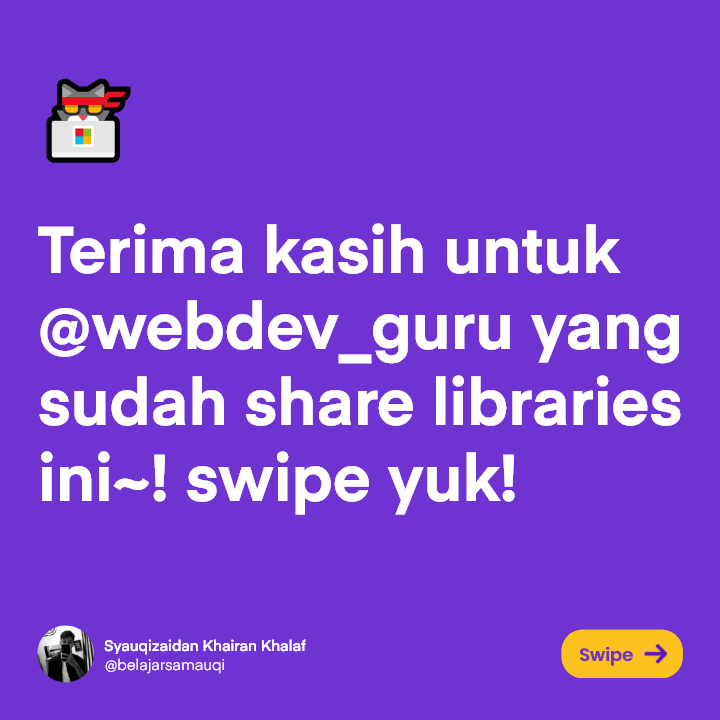 Terima kasih untuk
@webdev_guru yang
sudah share libraries
ini~! swipe yuk!
Syauqizaidan Khairan Khalaf
@belajarsamauqi
Swipe